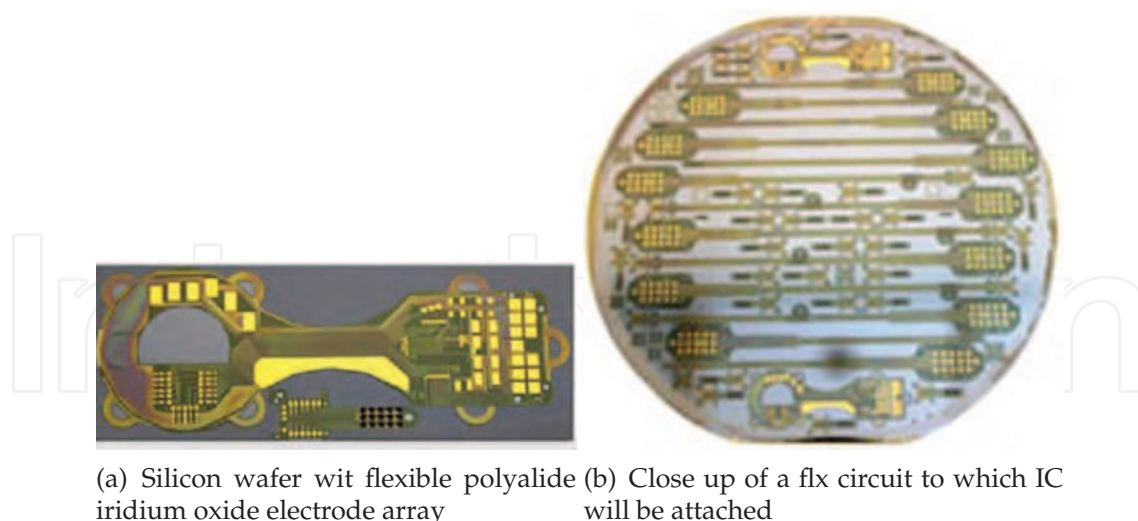 (a) Silicon wafer wit flexible polyalide
iridium oxide electrode array
(b) Close up of a flx circuit to which IC
will be attached